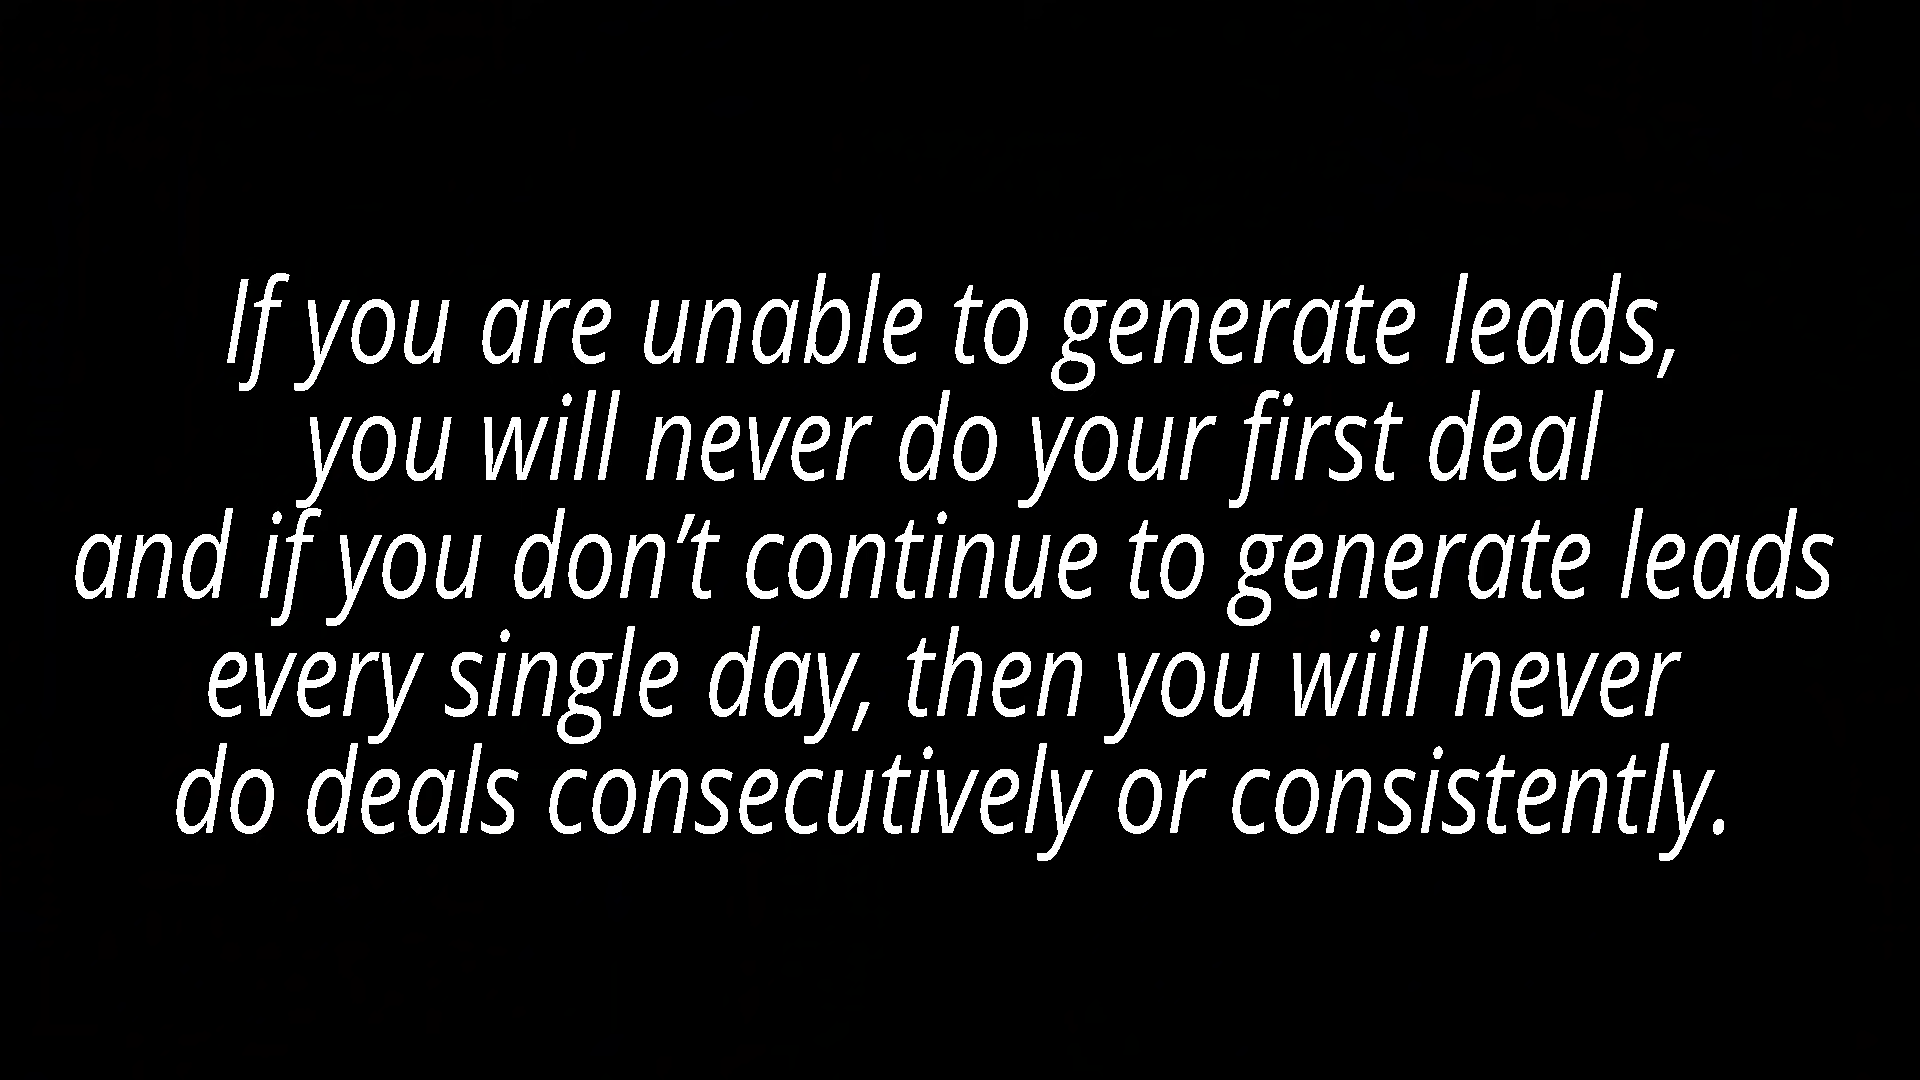 If you are unable to generate leads,
you will never do your first deal
and if you don’t continue to generate leads
every single day, then you will never
do deals consecutively or consistently.